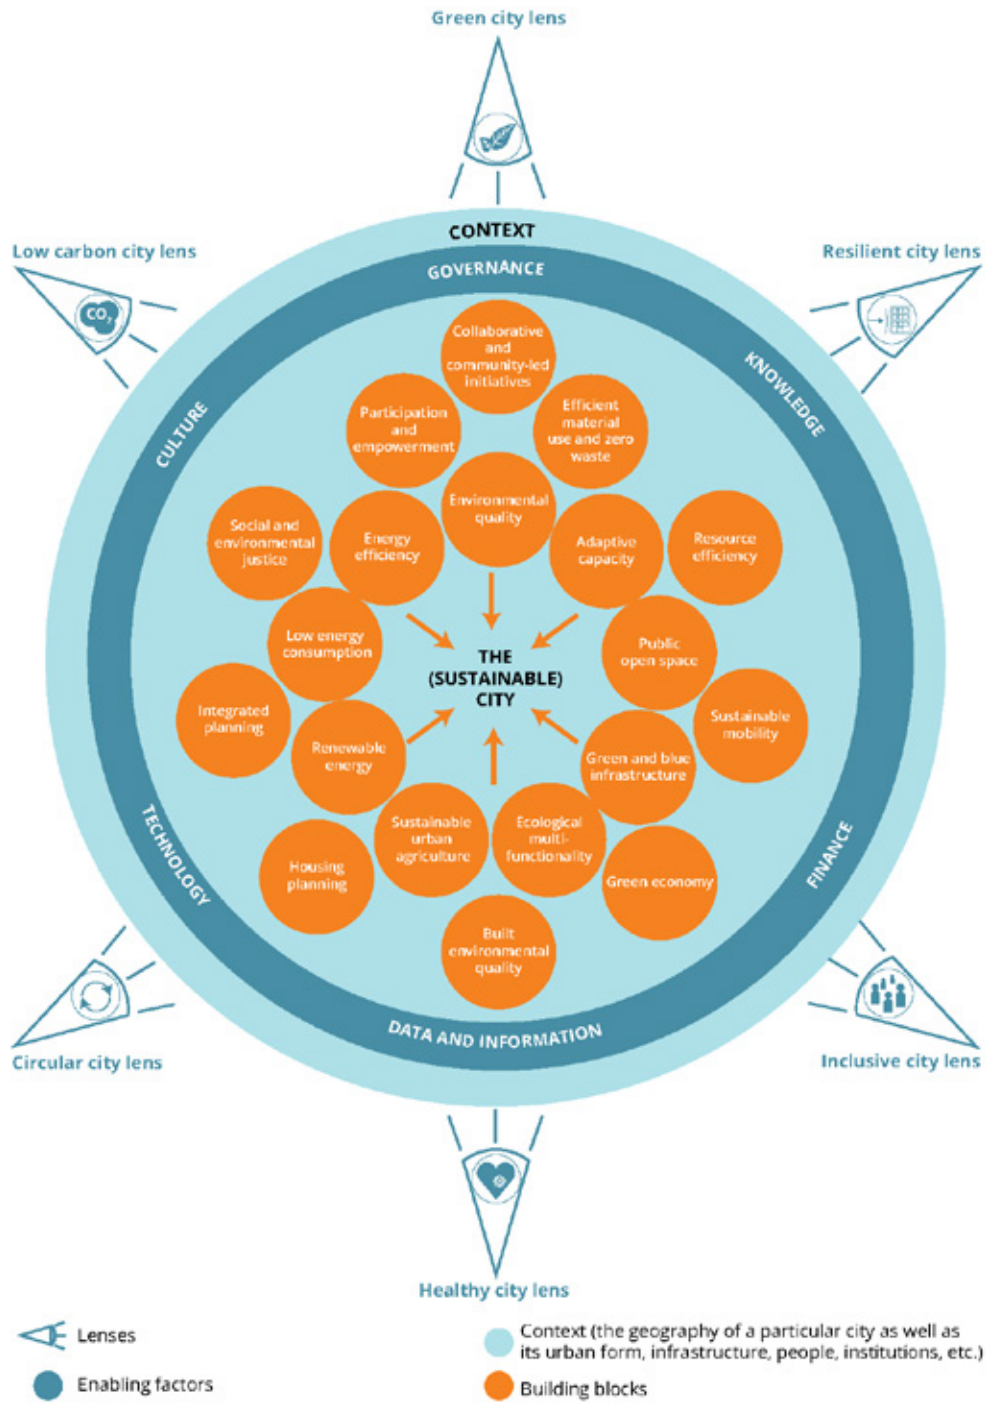 Green city lens
Low carbon city lens
Resilient city lens
CO2
CONTEXT
GOVERNANCE
CULTURE
KNOWLEDGE
TECHNOLOGY
FINANCE
DATA AND INFORMATION
Collaborative
and
community-led
initiatives
Participation
and
empowerment
Efficient
material
use and zero
waste
Environmental
quality
Social and
environmental
justice
Energy
efficiency
Adaptive
capacity
Resource
efficiency
Low energy
consumption
Public
open space
THE
(SUSTAINABLE)
CITY
Integrated
planning
Renewable
energy
Green and blue
infrastructure
Sustainable
mobility
Sustainable
urban
agriculture
Ecological
multi-
functionality
Housing
planning
Green economy
Built
environmental
quality
Circular city lens
Inclusive city lens
Healthy city lens
Lenses
Enabling factors
Context (the geography of a particular city as well as
its urban form, infrastructure, people, institutions, etc.)
Building blocks